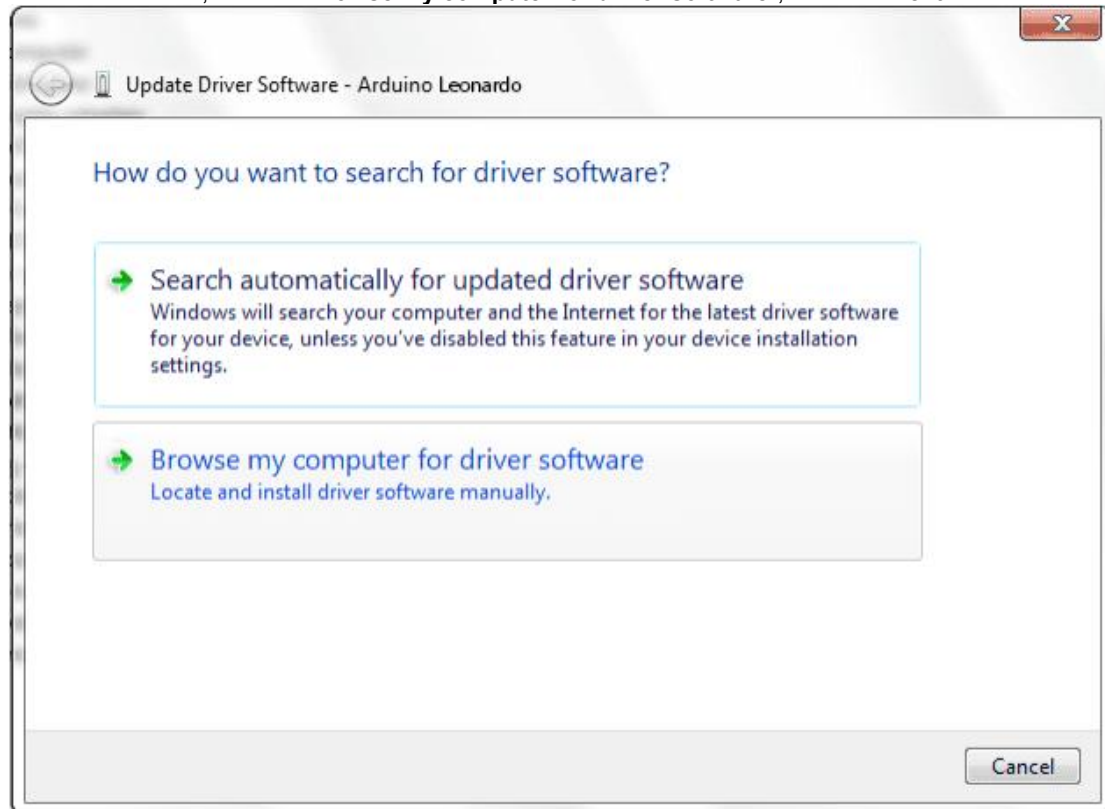 Update Driver Software - Arduino Leonardo
How do you want to search for driver software?
Search automatically for updated driver software
Windows will search your computer and the Internet for the latest driver software
for your device, unless you've disabled this feature in your device installation
settings.
Browse my computer for driver software
Locate and install driver software manually.
Cancel